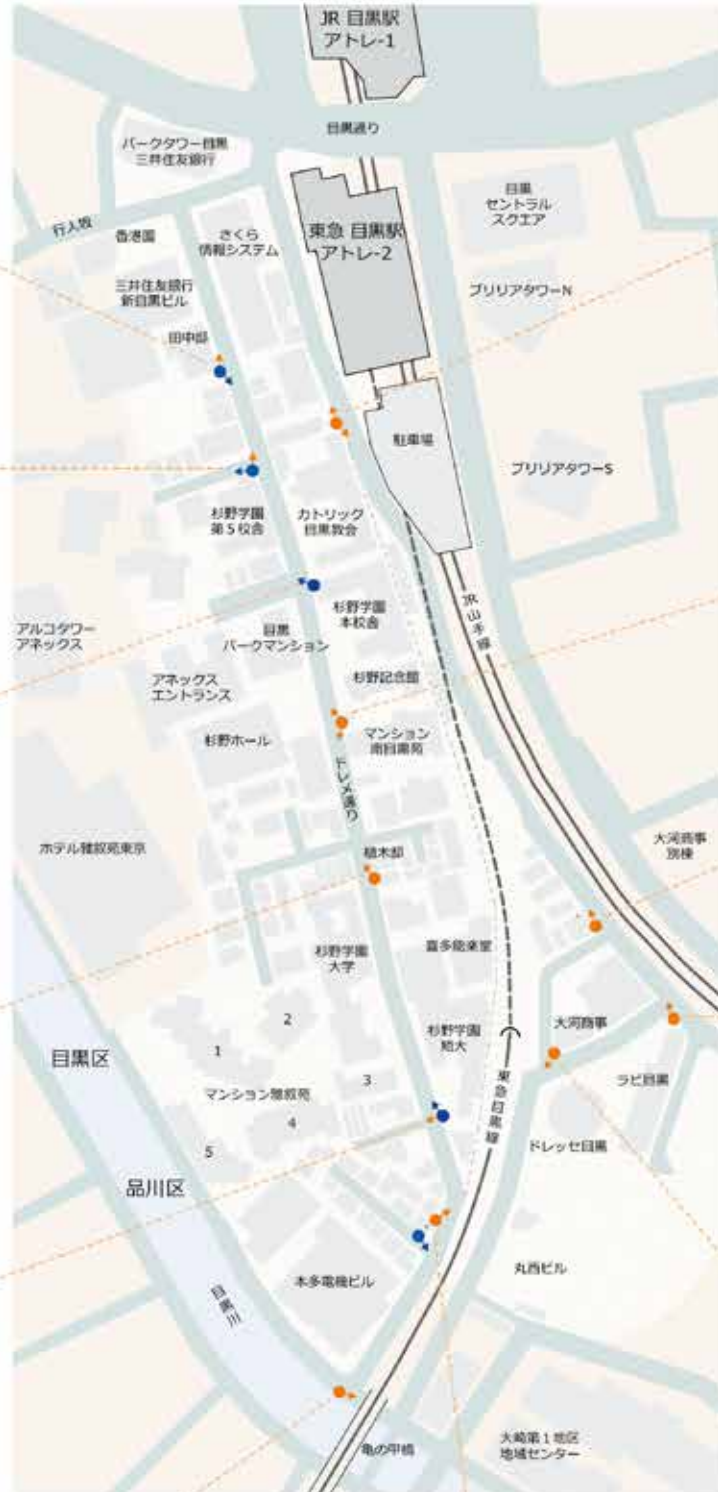 JR 目黒駅
アトレ-1
目黒通り
パークタワー目黒
三井住友銀行
目黒
セントラル
スクエア
行人坂
香港園
さくら
情報システム
東急 目黒駅
アトレ-2
三井住友銀行
新目黒ビル
ブリリアタワーN
田中邸
駐車場
ブリリアタワーS
杉野学園
第5校舎
カトリック
目黒教会
JR山手線
杉野学園
本校舎
アルコタワー
アネックス
目黒
パークマンション
アネックス
エントランス
杉野記念館
杉野ホール
マンション
南目黒苑
ドレメ通り
ホテル雅叙苑東京
植木邸
大河商事
別棟
杉野学園
大学
喜多能楽堂
2
杉野学園
短大
大河商事
目黒区
1
3
マンション雅叙苑
東急目黒線
ラピ目黒
4
ドレッセ目黒
5
品川区
丸西ビル
本多電機ビル
目黒川
亀の甲橋
大崎第1地区
地域センター